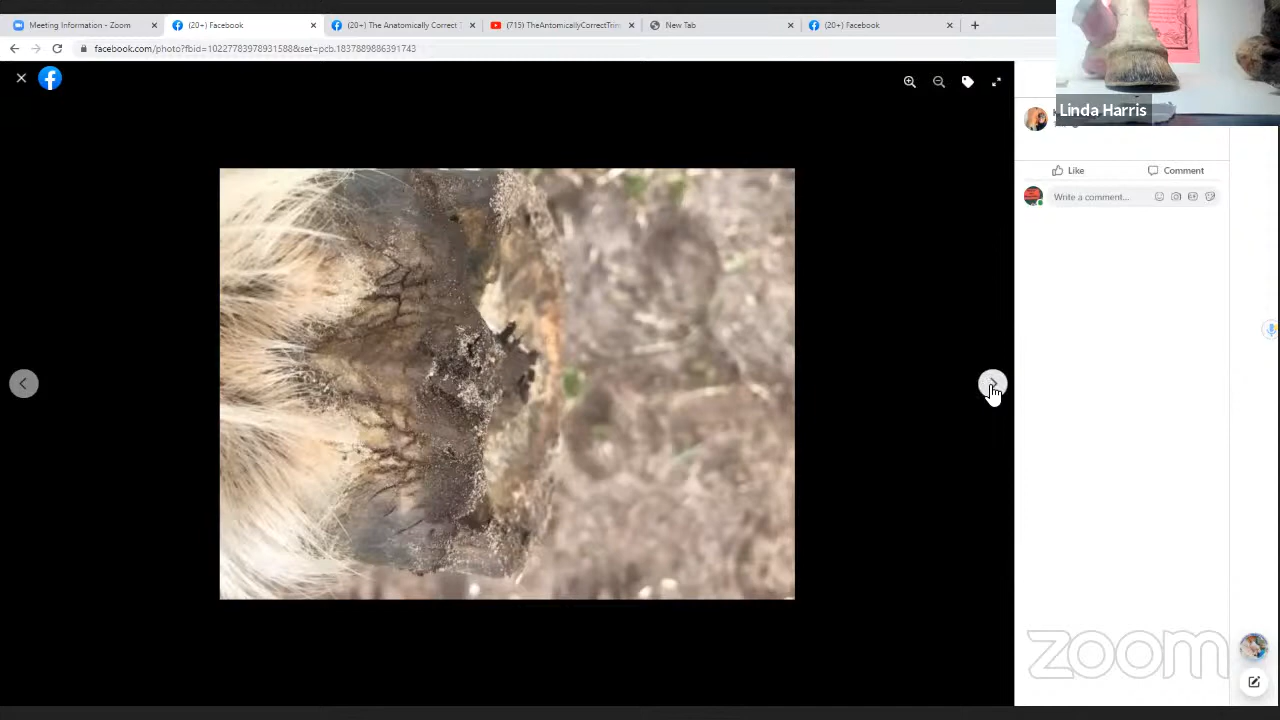 Meeting Information - Zoom
(20+) Facebook
(20+) The Anatomically Correct
(715) TheAntomicallyCorrectTrim
New Tab
(20+) Facebook
facebook.com/photo?fbid=10227783978931588&set=pcb.1837889886391743
Linda Harris
Like
Comment
Write a comment...
zoom